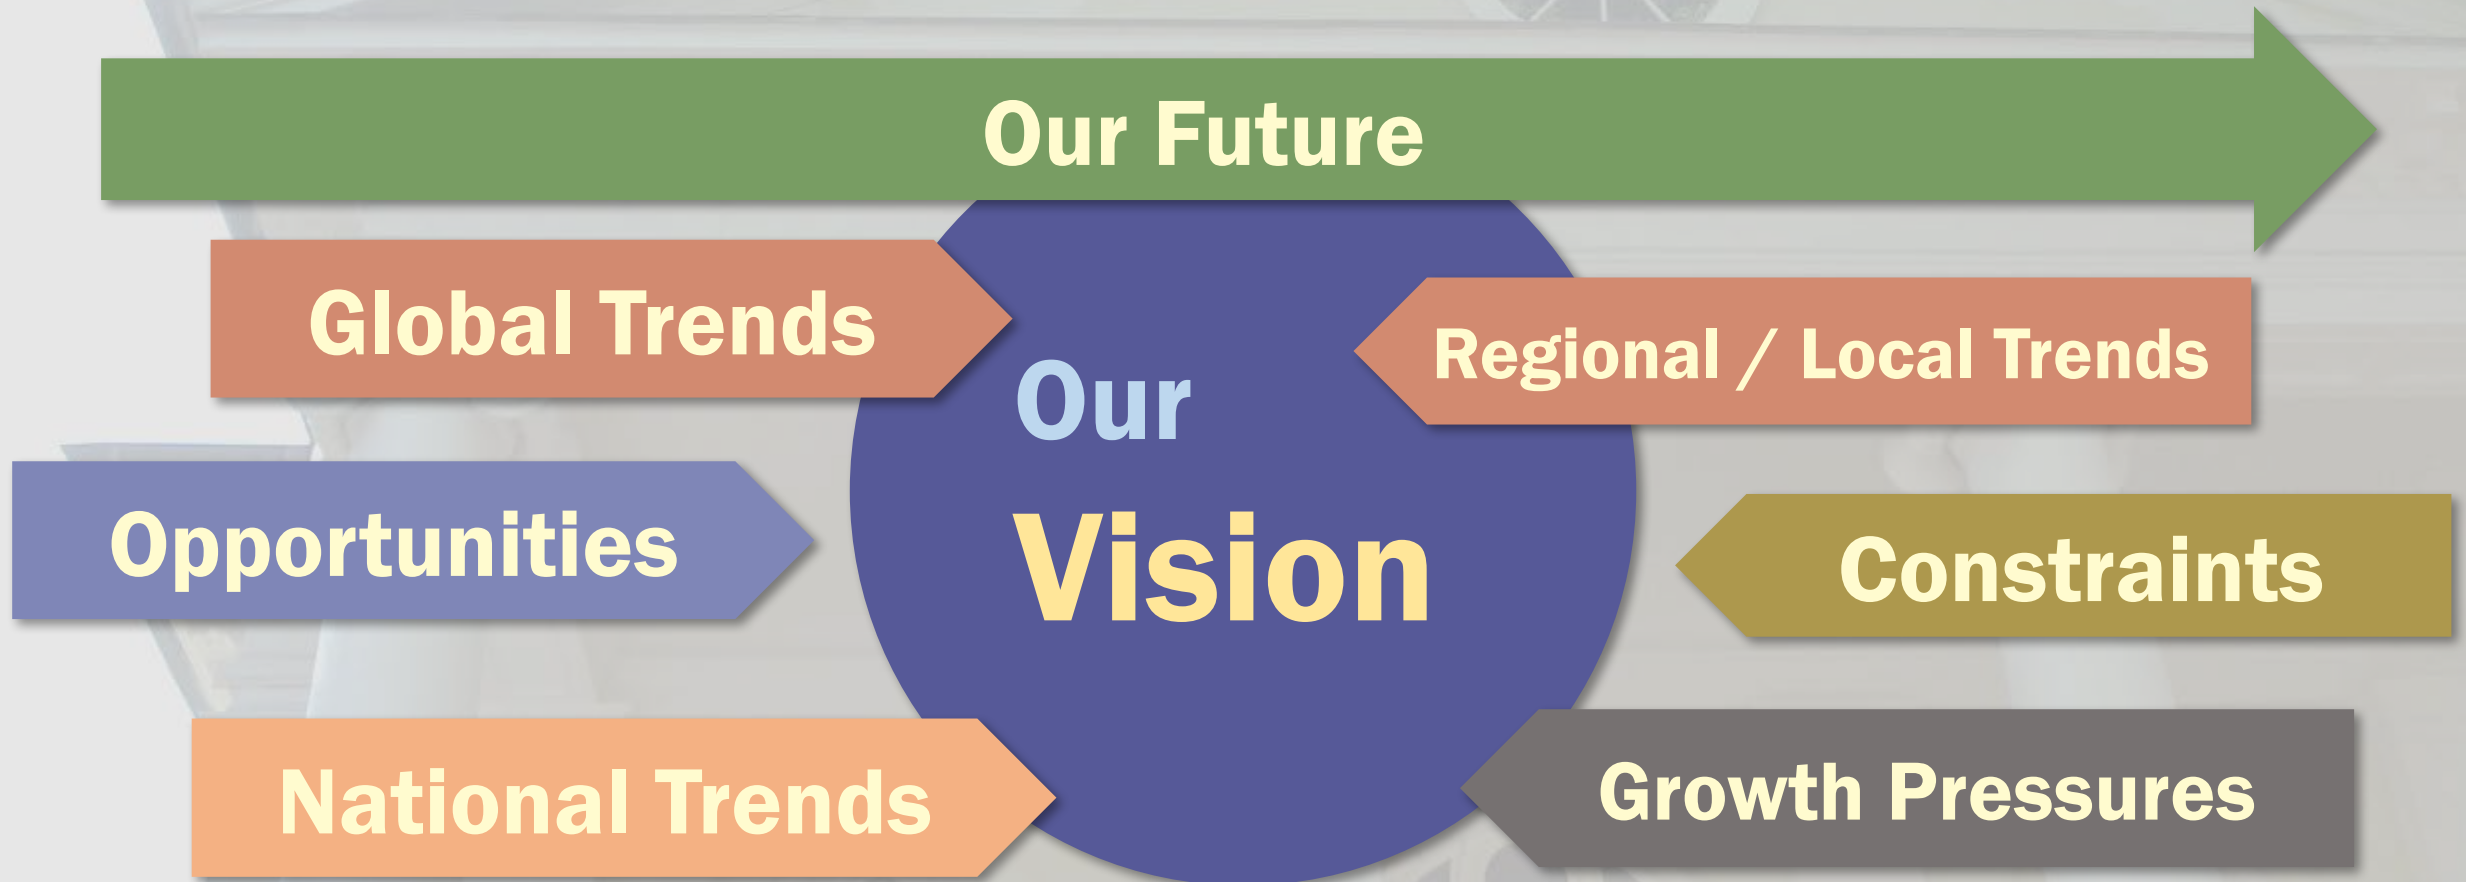 Our Future
Global Trends
Regional / Local Trends
Our
Vision
Opportunities
Constraints
National Trends
Growth Pressures